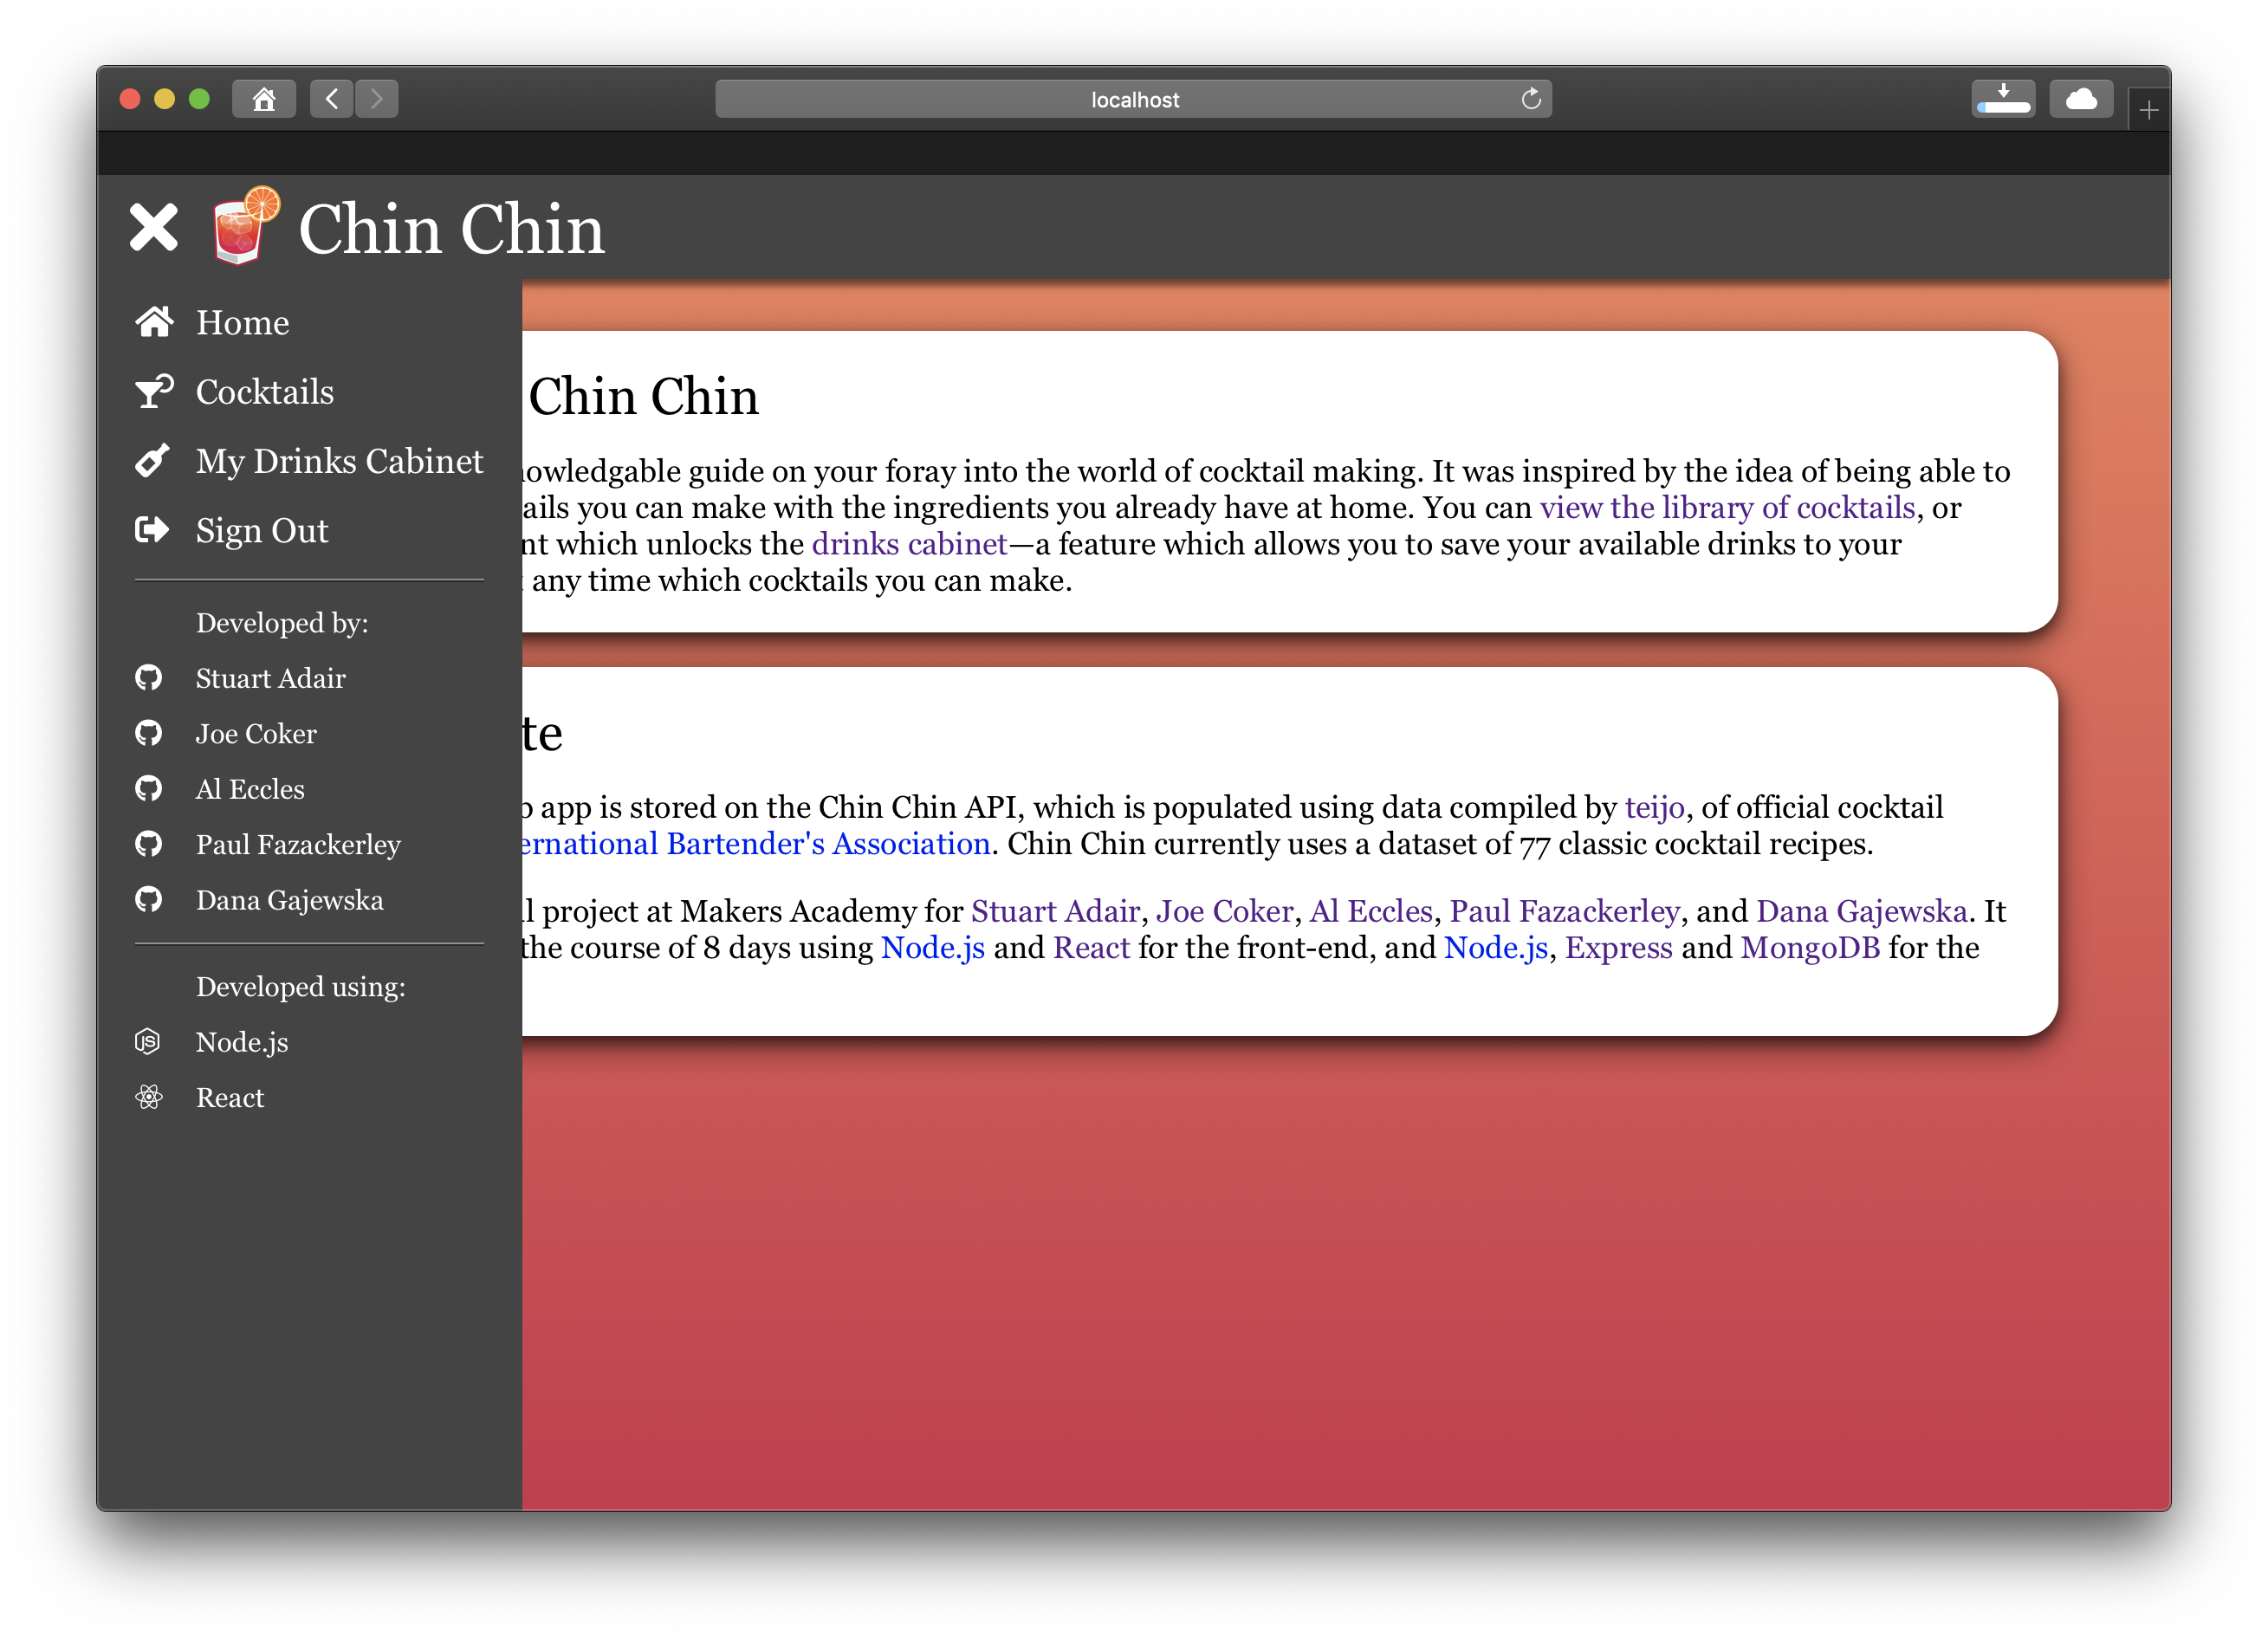 localhost
Chin Chin
Home
Cocktails
My Drinks Cabinet
Sign Out
Developed by:
Stuart Adair
Joe Coker
Al Eccles
Paul Fazackerley
Dana Gajewska
Developed using:
Node.js
React
Chin Chin
owledgable guide on your foray into the world of cocktail making. It was inspired by the idea of being able to
ails you can make with the ingredients you already have at home. You can view the library of cocktails, or
nt which unlocks the drinks cabinet—a feature which allows you to save your available drinks to your
any time which cocktails you can make.
te
app is stored on the Chin Chin API, which is populated using data compiled by teijo, of official cocktail
ernational Bartender's Association. Chin Chin currently uses a dataset of 77 classic cocktail recipes.
l project at Makers Academy for Stuart Adair, Joe Coker, Al Eccles, Paul Fazackerley, and Dana Gajewska. It
the course of 8 days using Node.js and React for the front-end, and Node.js, Express and MongoDB for the